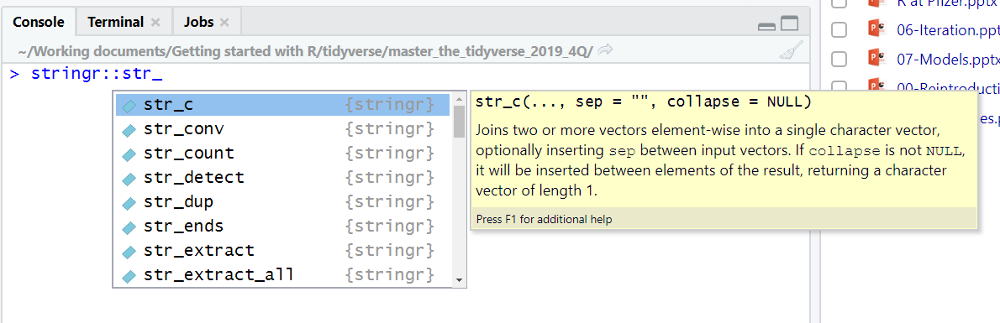 Console Terminal × Jobs ×
~/Working documents/Getting started with R/tidyverse/master_the_tidyverse_2019_4Q/
> stringr::str_
str_c {stringr}
str_conv {stringr}
str_count {stringr}
str_detect {stringr}
str_dup {stringr}
str_ends {stringr}
str_extract {stringr}
str_extract_all {stringr}
str_c(..., sep = "", collapse = NULL)
Joins two or more vectors element-wise into a single character vector,
optionally inserting sep between input vectors. If collapse is not NULL,
it will be inserted between elements of the result, returning a character
vector of length 1.
Press F1 for additional help
R at Pfizer.pptx
06-Iteration.ppt
07-Models.pptx
00-Reintroducti
es.p